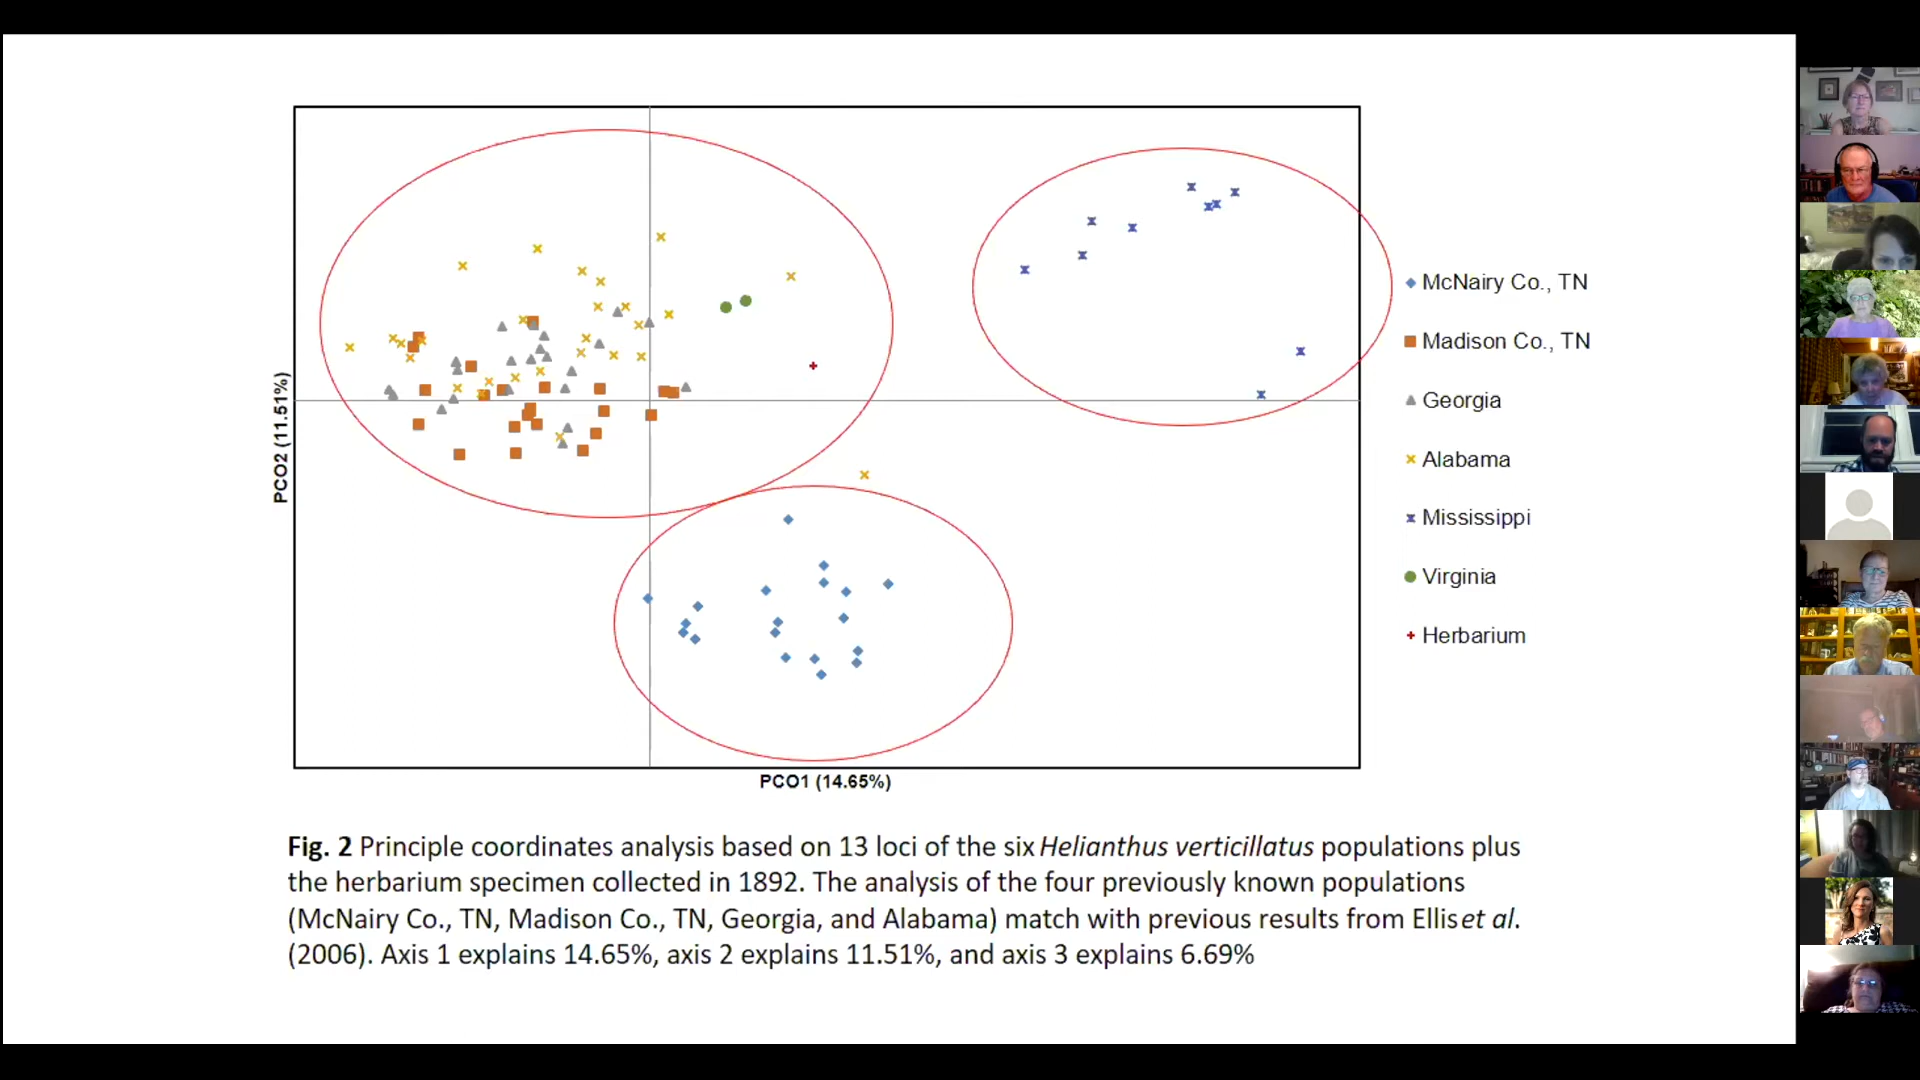 PCO2 (11.51%)
PCO1 (14.65%)
McNairy Co., TN
Madison Co., TN
Georgia
Alabama
Mississippi
Virginia
Herbarium
Fig. 2 Principle coordinates analysis based on 13 loci of the six Helianthus verticillatus populations plus
the herbarium specimen collected in 1892. The analysis of the four previously known populations
(McNairy Co., TN, Madison Co., TN, Georgia, and Alabama) match with previous results from Ellis et al.
(2006). Axis 1 explains 14.65%, axis 2 explains 11.51%, and axis 3 explains 6.69%